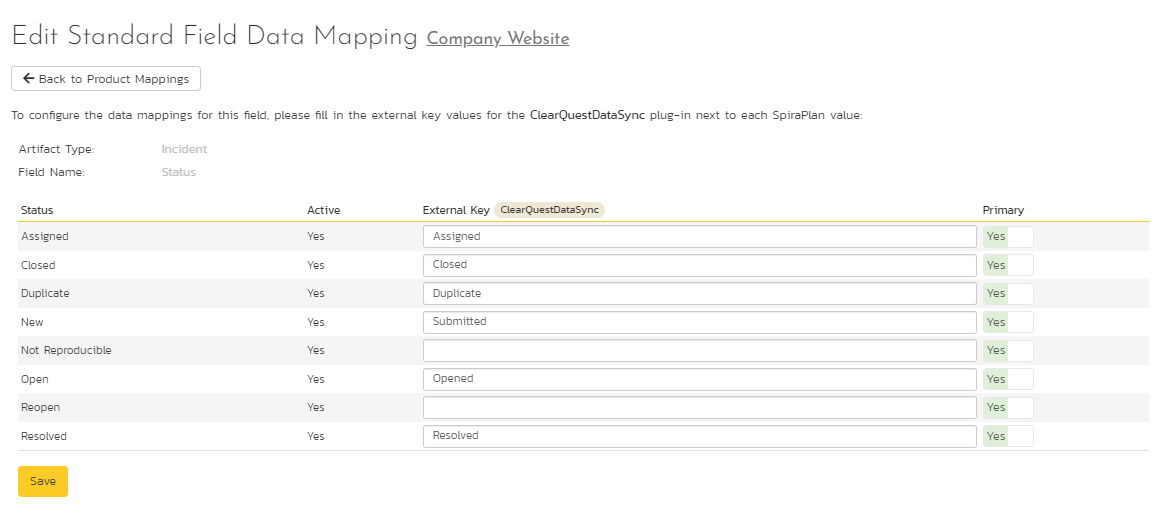 Edit Standard Field Data Mapping Company Website
Back to Product Mappings
To configure the data mappings for this field, please fill in the external key values for the ClearQuestDataSync plug-in next to each SpiraPlan value:
Artifact Type: Incident
Field Name: Status
Status Active External Key ClearQuestDataSync Primary
Assigned Yes Assigned Yes
Closed Yes Closed Yes
Duplicate Yes Duplicate Yes
New Yes Submitted Yes
Not Reproducible Yes Yes
Open Yes Opened Yes
Reopen Yes Yes
Resolved Yes Resolved Yes
Save